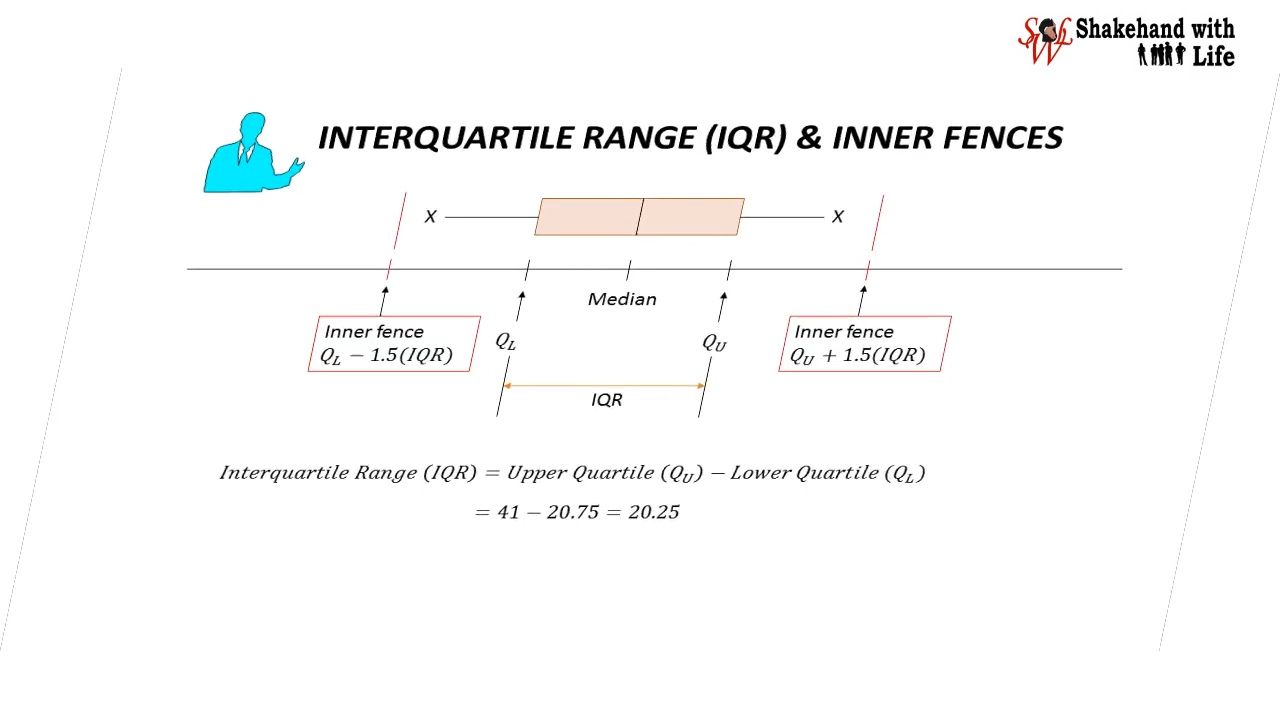 Shakehand with
Life
SWL
INTERQUARTILE RANGE (IQR) & INNER FENCES
X
X
Median
Inner fence
Q_L − 1.5(IQR)
Q_L
Q_U
Inner fence
Q_U + 1.5(IQR)
IQR
Interquartile Range (IQR) = Upper Quartile (Q_U) − Lower Quartile (Q_L)
= 41 − 20.75 = 20.25